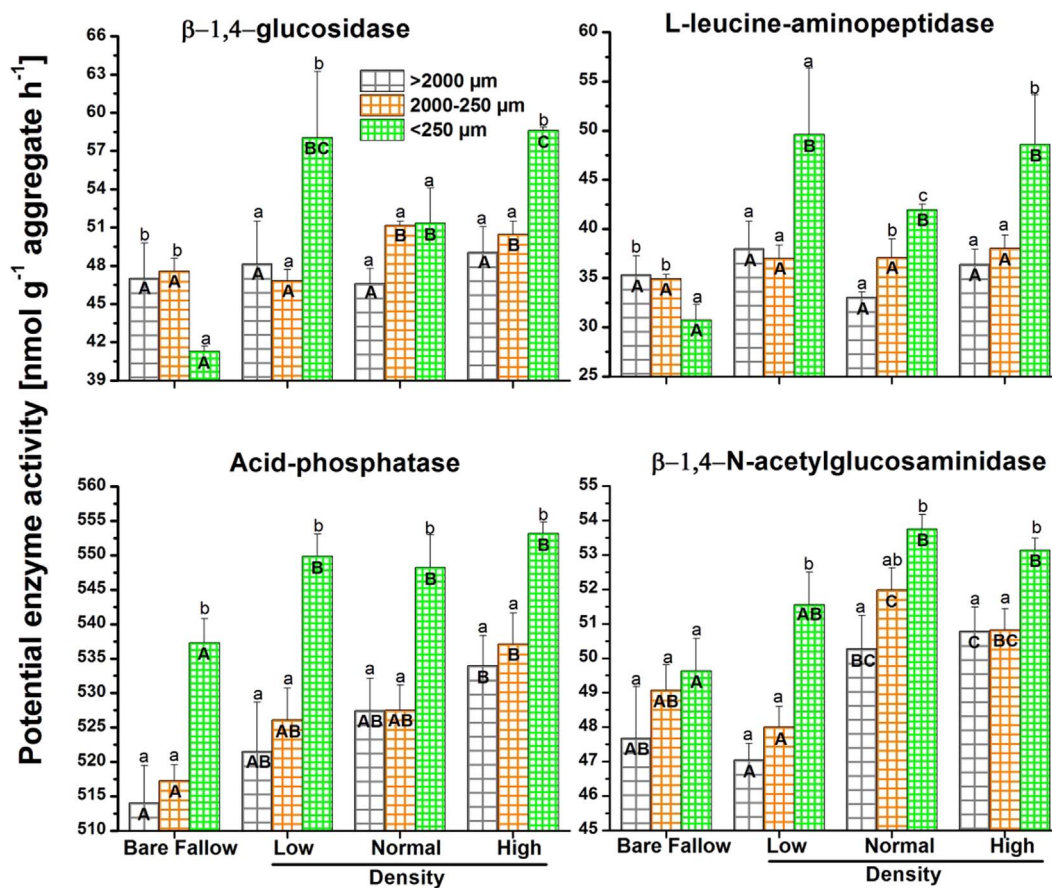 Potential enzyme activity [nmol g⁻¹ aggregate h⁻¹]
β–1,4–glucosidase
66
63
60
57
54
51
48
45
42
39
>2000 µm
2000-250 µm
<250 µm
b b a
A A A
a a b
A A BC
a a a
A B B
a a b
A B C
L-leucine-aminopeptidase
60
55
50
45
40
35
30
25
b b a
A A A
a a a
A A B
a a c
A A B
a a b
A A B
Acid-phosphatase
560
555
550
545
540
535
530
525
520
515
510
a a b
A A A
a a b
AB AB B
a a b
AB AB B
a a b
B B B
Bare Fallow Low Normal High
Density
β–1,4–N-acetylglucosaminidase
55
54
53
52
51
50
49
48
47
46
45
a a a
AB AB A
a a b
A A AB
a ab b
BC C B
a a b
C BC B
Bare Fallow Low Normal High
Density